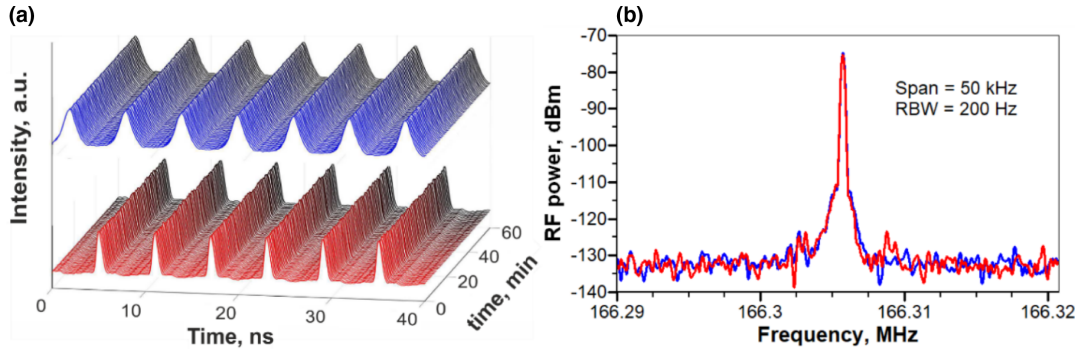 (a)
Intensity, a.u.
0
10
20
30
40
Time, ns
0
20
40
60
time, min
(b)
-70
-80
-90
-100
-110
-120
-130
-140
RF power, dBm
Span = 50 kHz
RBW = 200 Hz
166.29
166.3
166.31
166.32
Frequency, MHz